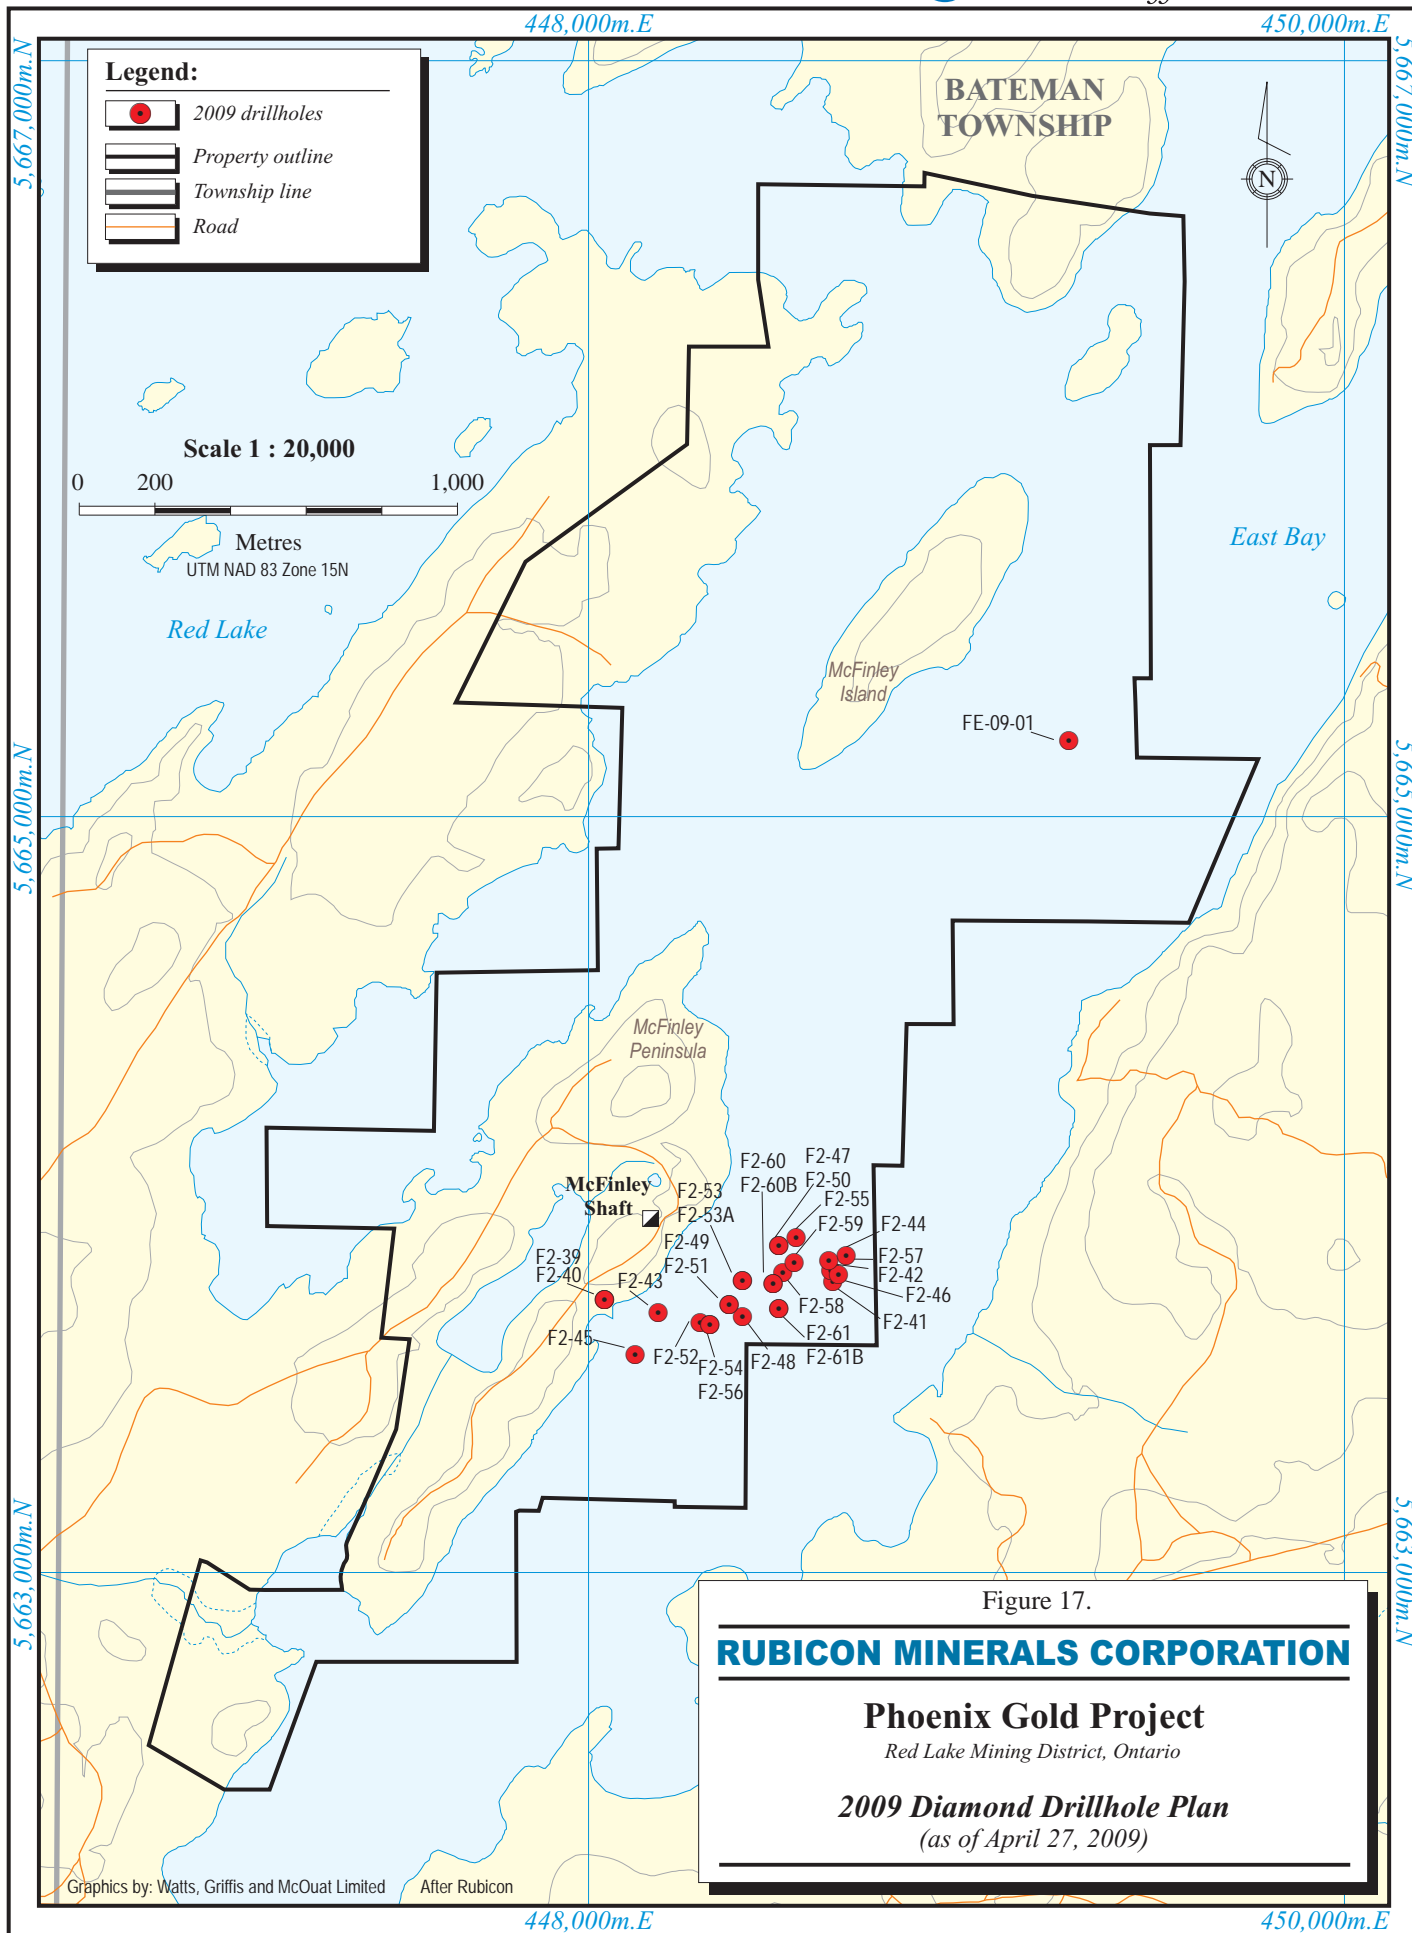 448,000m.E
450,000m.E
5,667,000m.N
5,667,000m.N
Legend:
2009 drillholes
Property outline
Township line
Road
BATEMAN
TOWNSHIP
N
Scale 1 : 20,000
0 200 1,000
Metres
UTM NAD 83 Zone 15N
Red Lake
East Bay
McFinley
Island
FE-09-01
5,665,000m.N
5,665,000m.N
McFinley
Peninsula
McFinley
Shaft
F2-60
F2-60B
F2-47
F2-50
F2-53
F2-53A
F2-55
F2-59
F2-44
F2-49
F2-51
F2-39
F2-40
F2-43
F2-57
F2-42
F2-46
F2-58
F2-41
F2-45
F2-52
F2-54
F2-56
F2-48
F2-61
F2-61B
5,663,000m.N
5,663,000m.N
Figure 17.
RUBICON MINERALS CORPORATION
Phoenix Gold Project
Red Lake Mining District, Ontario
2009 Diamond Drillhole Plan
(as of April 27, 2009)
Graphics by: Watts, Griffis and McOuat Limited After Rubicon
448,000m.E
450,000m.E